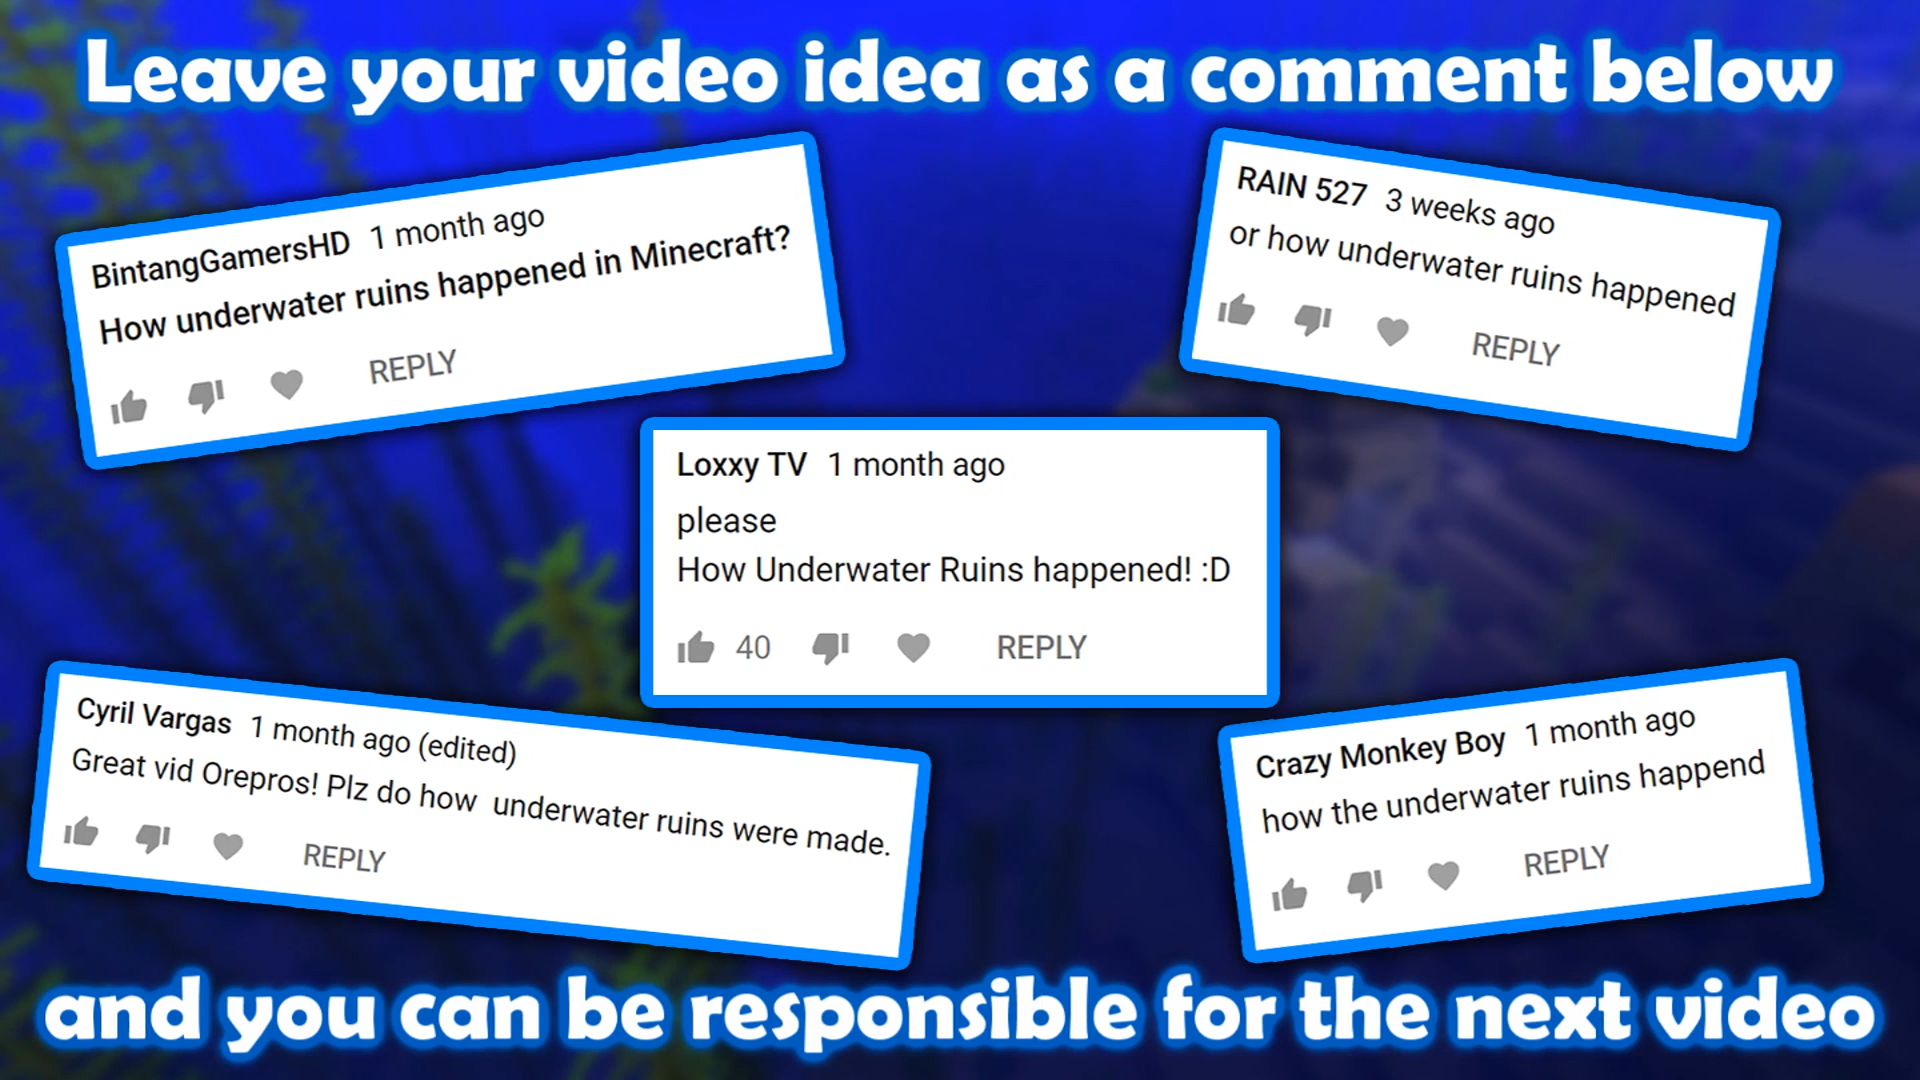 Leave your video idea as a comment below
BintangGamersHD 1 month ago
How underwater ruins happened in Minecraft?
REPLY
RAIN 527 3 weeks ago
or how underwater ruins happened
REPLY
Loxxy TV 1 month ago
please
How Underwater Ruins happened! :D
40 REPLY
Cyril Vargas 1 month ago (edited)
Great vid Orepros! Plz do how  underwater ruins were made.
REPLY
Crazy Monkey Boy 1 month ago
how the underwater ruins happend
REPLY
and you can be responsible for the next video